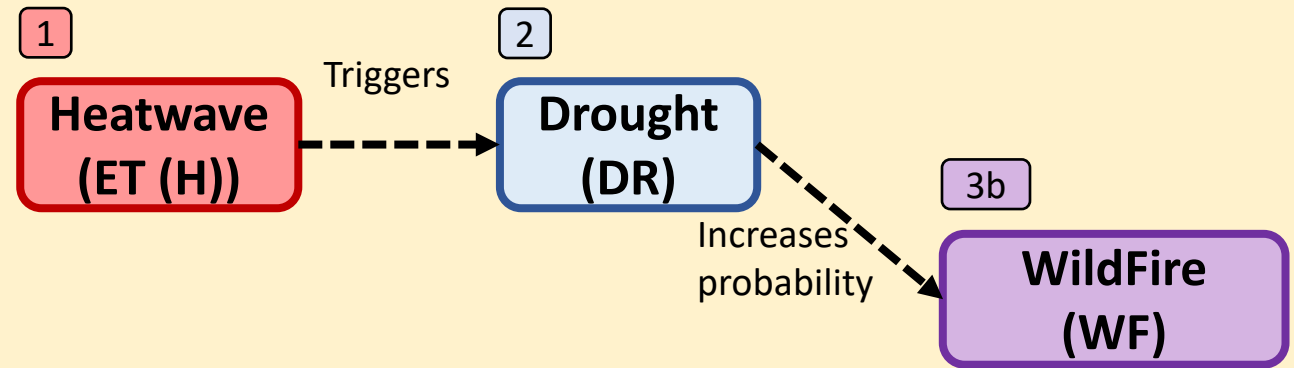 1
Heatwave
(ET (H))
Triggers
2
Drought
(DR)
Increases
probability
3b
WildFire
(WF)